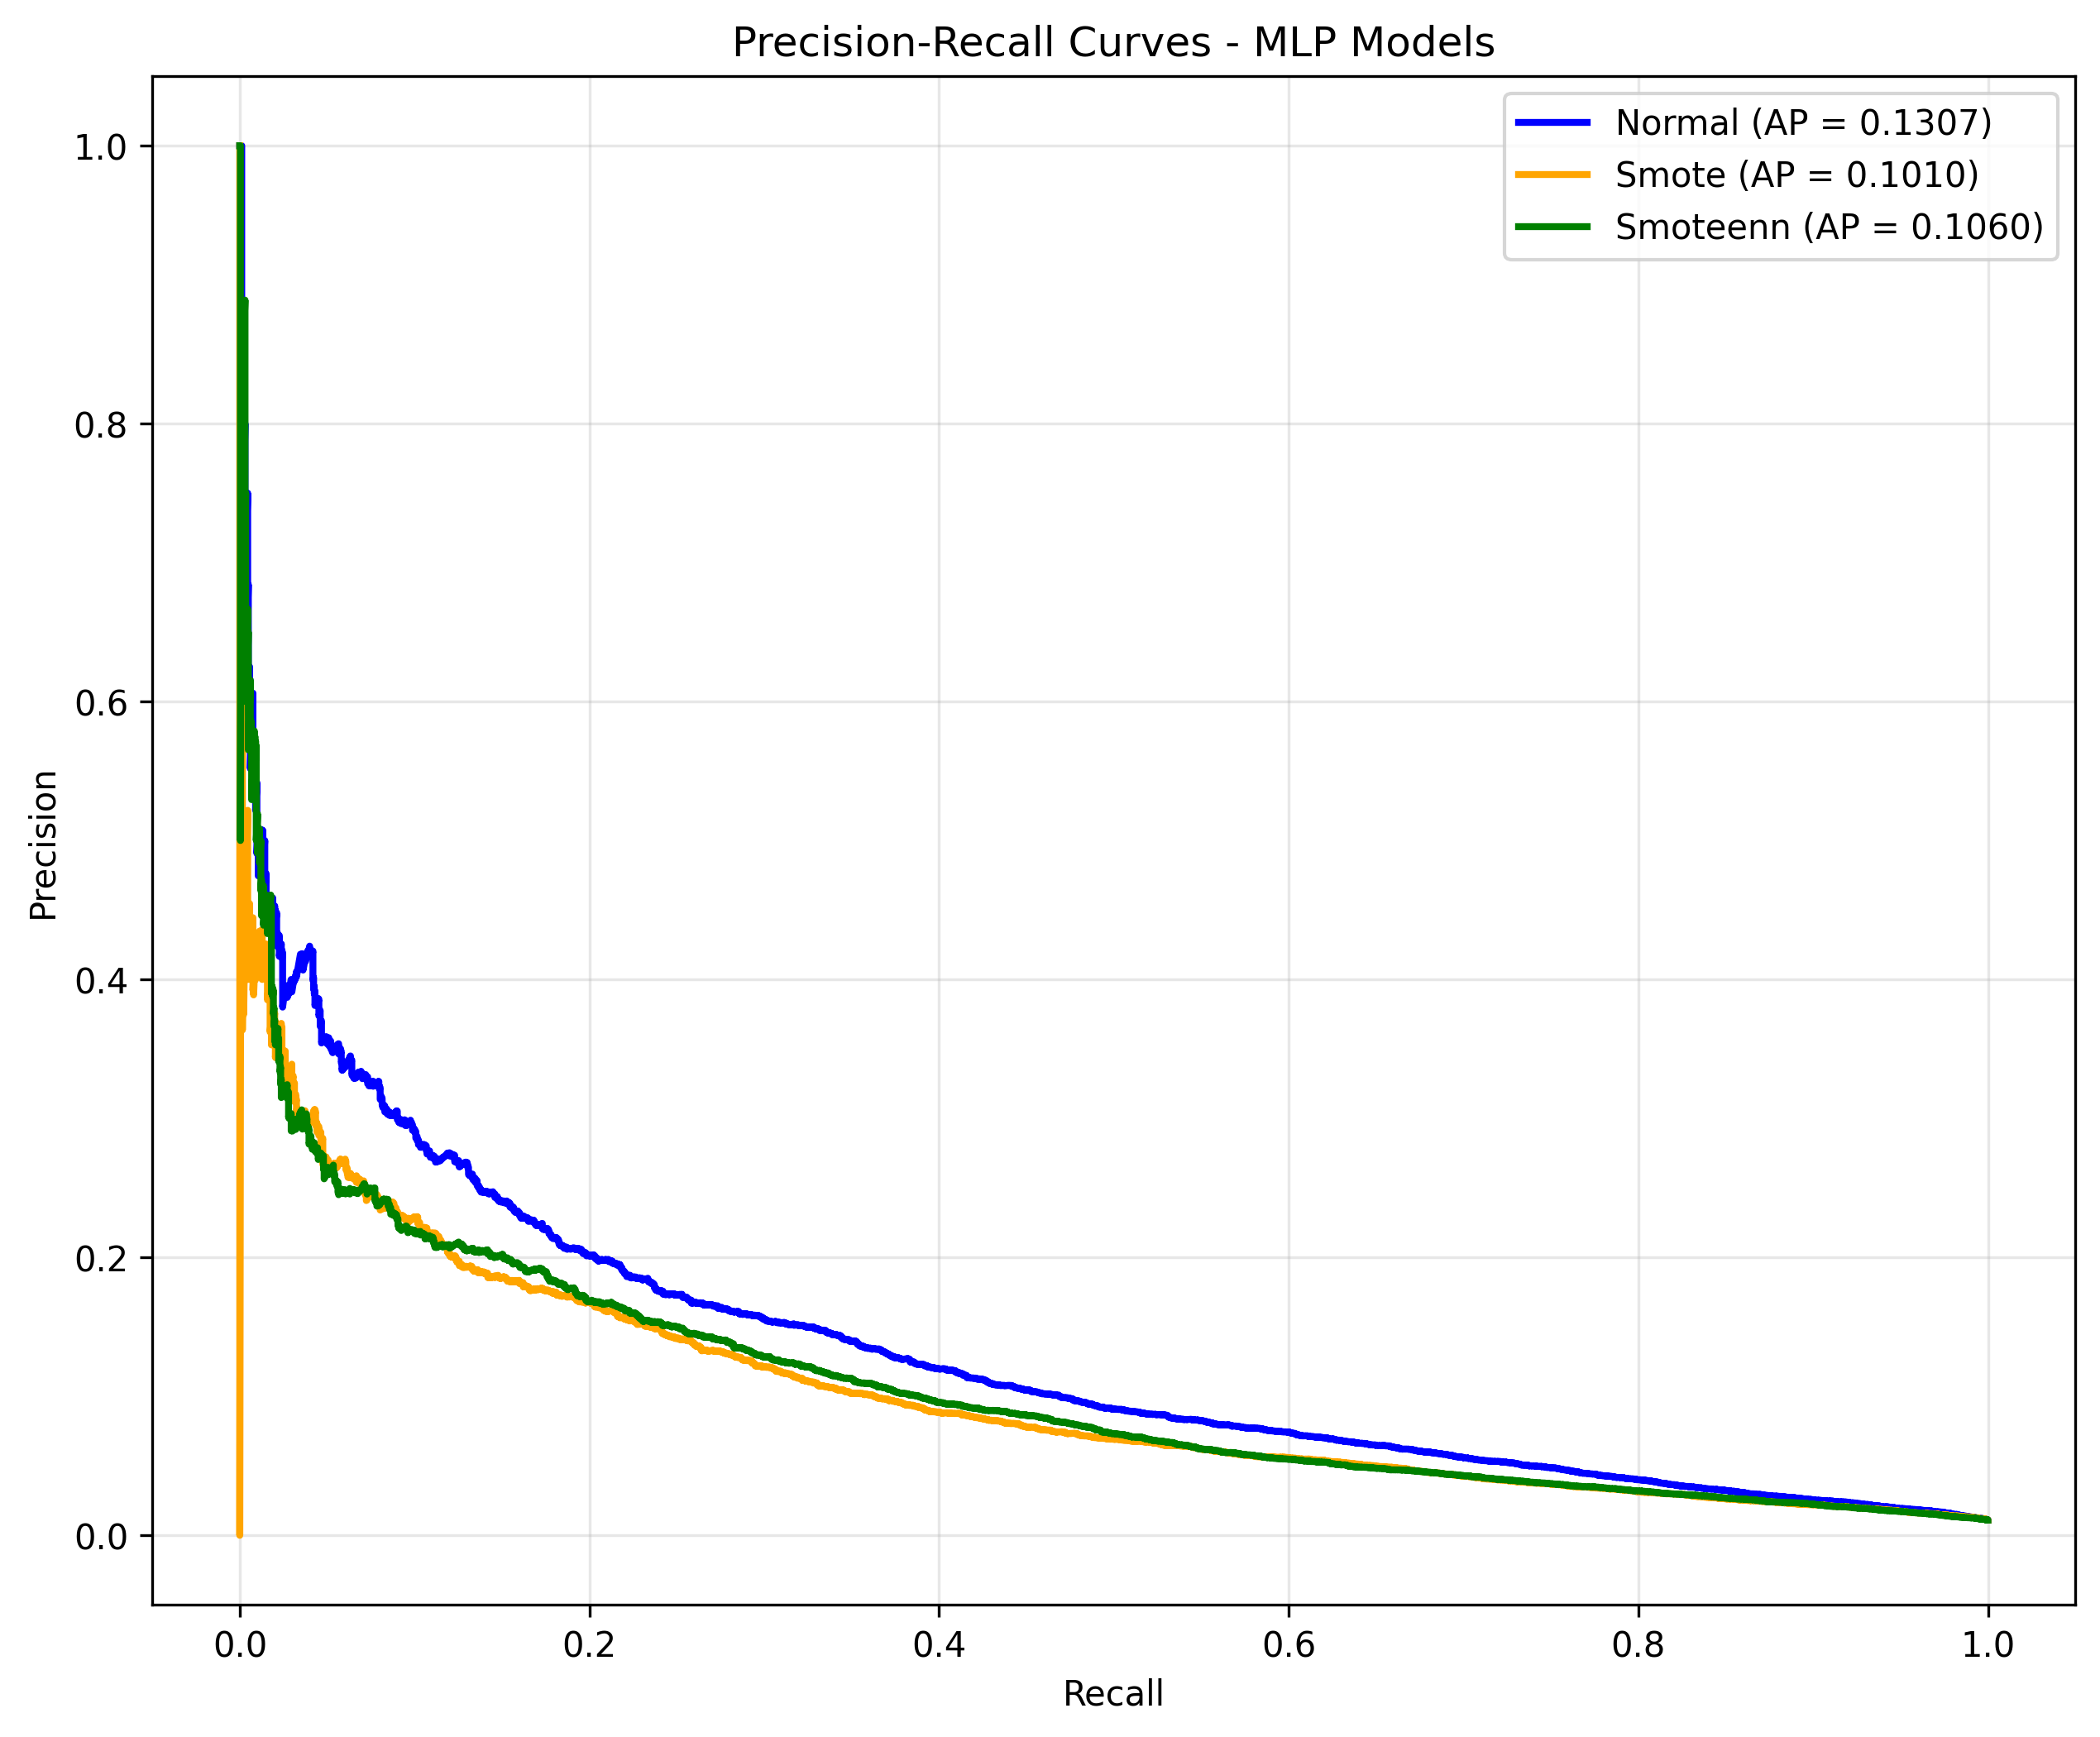 Precision-Recall Curves - MLP Models
Normal (AP = 0.1307)
Smote (AP = 0.1010)
Smoteenn (AP = 0.1060)
1.0
0.8
0.6
0.4
0.2
0.0
Precision
0.0 0.2 0.4 0.6 0.8 1.0
Recall